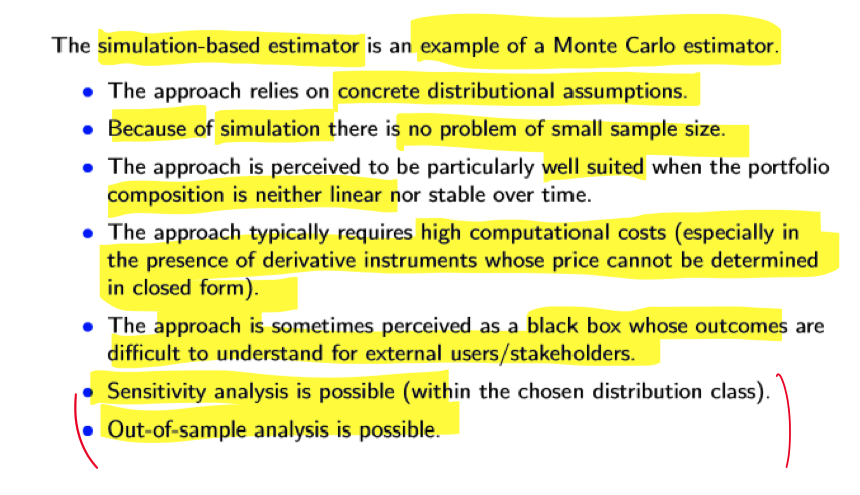 The simulation-based estimator is an example of a Monte Carlo estimator.
• The approach relies on concrete distributional assumptions.
• Because of simulation there is no problem of small sample size.
• The approach is perceived to be particularly well suited when the portfolio
composition is neither linear nor stable over time.
• The approach typically requires high computational costs (especially in
the presence of derivative instruments whose price cannot be determined
in closed form).
• The approach is sometimes perceived as a black box whose outcomes are
difficult to understand for external users/stakeholders.
• Sensitivity analysis is possible (within the chosen distribution class).
• Out-of-sample analysis is possible.